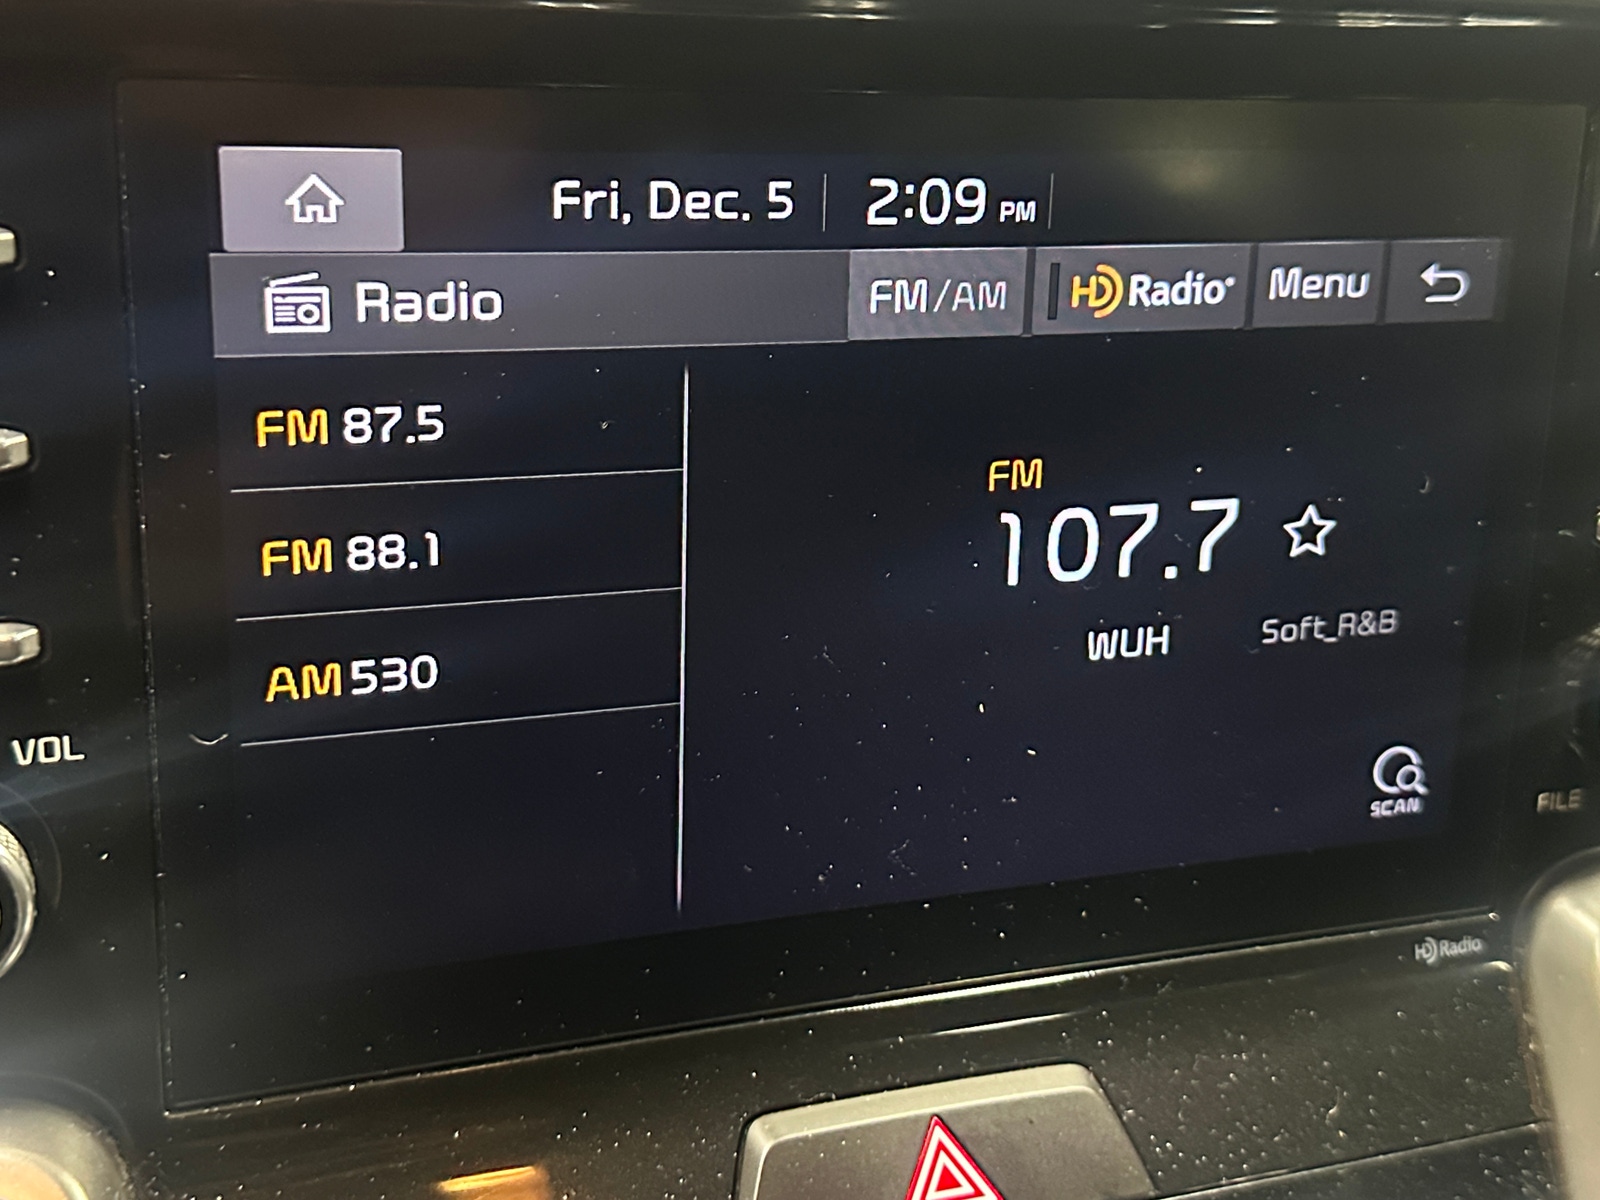 Fri, Dec. 5 2:09 PM
Radio FM/AM HD Radio Menu
FM 87.5
FM 88.1
AM 530
FM
107.7
WUH Soft_R&B
SCAN
VOL
FILE
HD Radio